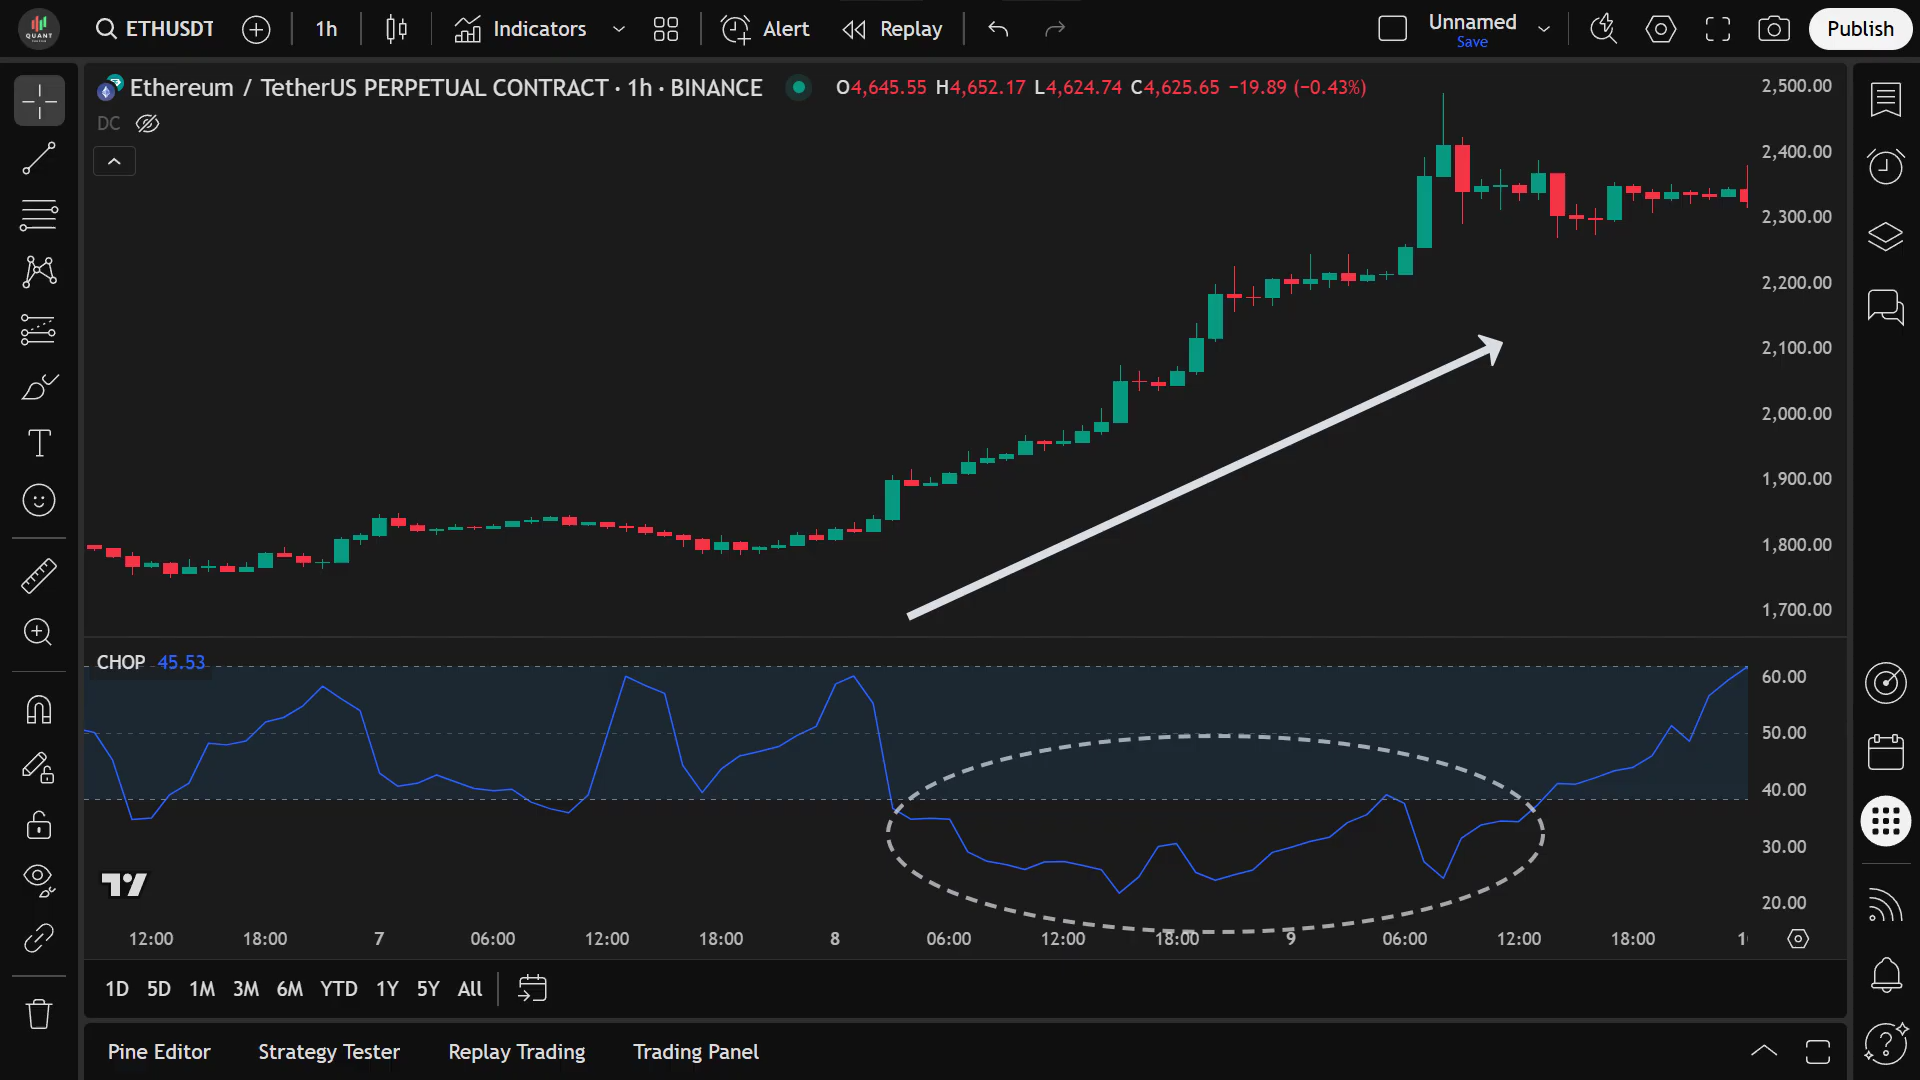 QUANT
ETHUSDT
1h
Indicators
Alert
Replay
Unnamed
Save
Publish
Ethereum / TetherUS PERPETUAL CONTRACT · 1h · BINANCE
O4,645.55 H4,652.17 L4,624.74 C4,625.65 −19.89 (−0.43%)
DC
2,500.00
2,400.00
2,300.00
2,200.00
2,100.00
2,000.00
1,900.00
1,800.00
1,700.00
CHOP 45.53
60.00
50.00
40.00
30.00
20.00
12:00 18:00 7 06:00 12:00 18:00 8 06:00 12:00 18:00 9 06:00 12:00 18:00
1D 5D 1M 3M 6M YTD 1Y 5Y All
Pine Editor Strategy Tester Replay Trading Trading Panel